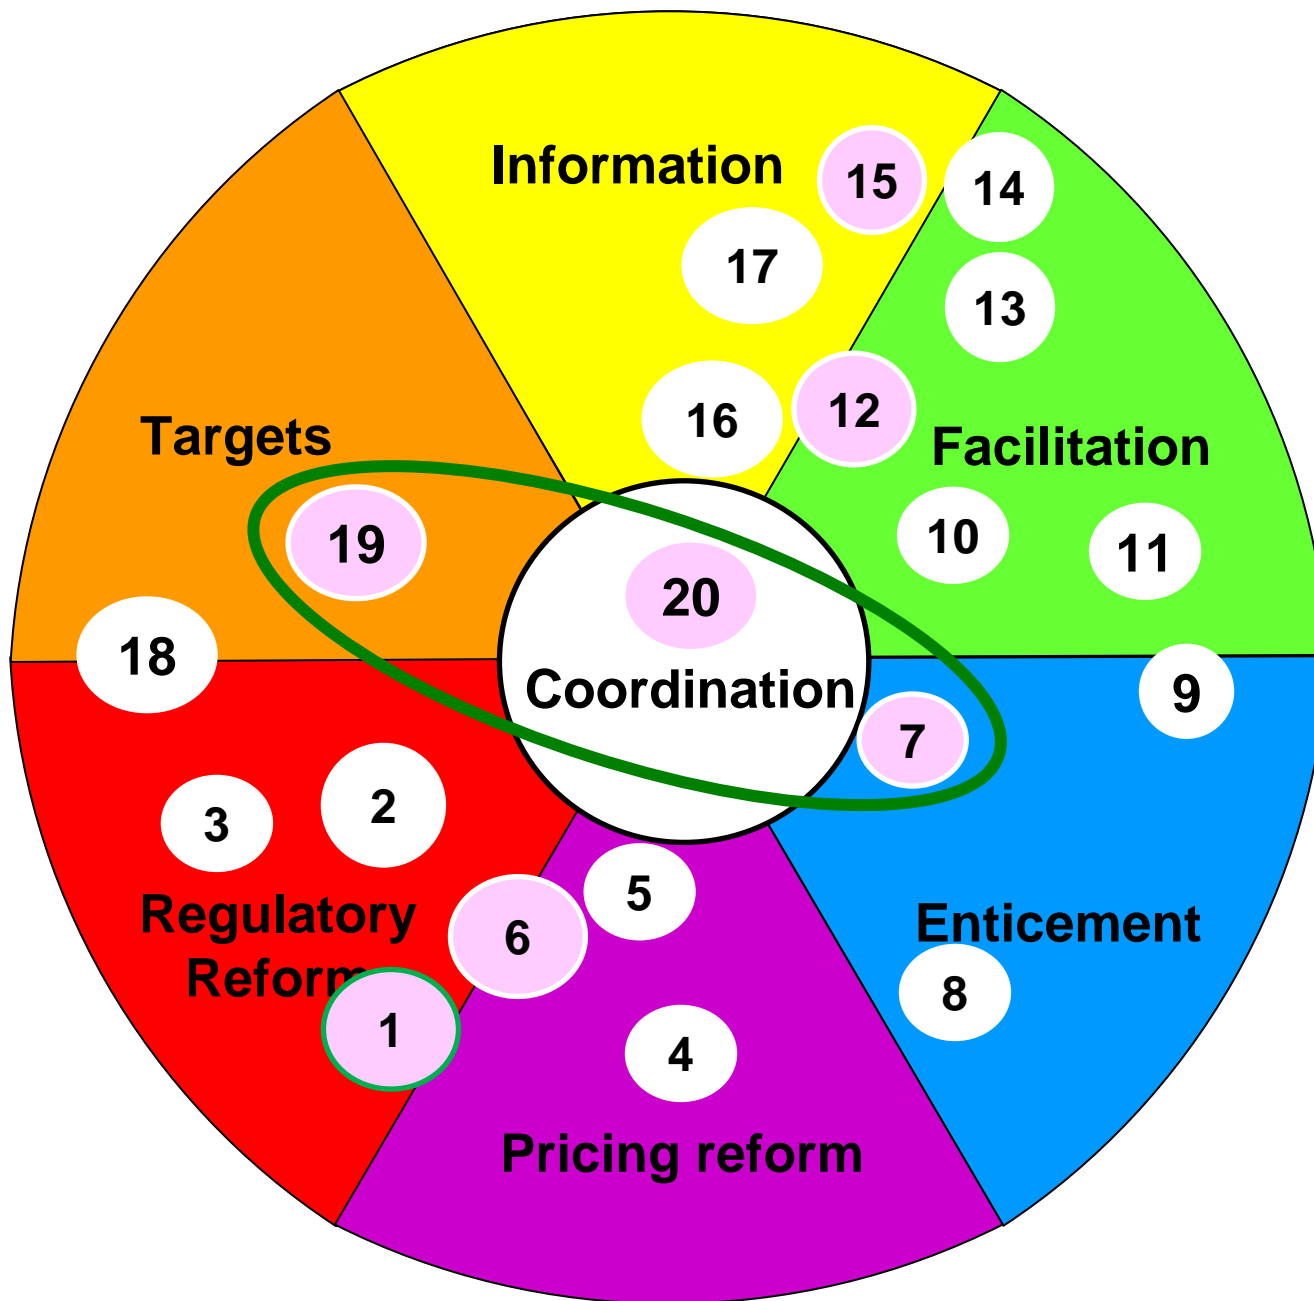 Information
15
14
17
13
12
16
Facilitation
Targets
10
11
19
20
18
Coordination
9
7
3
2
5
Regulatory
Reform
6
Enticement
8
1
4
Pricing reform